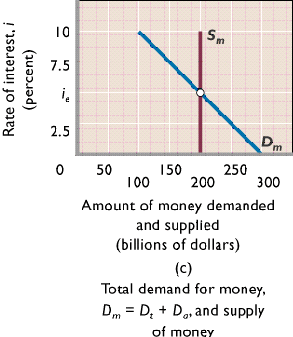 Rate of interest, i
(percent)
10
7.5
i_e
2.5
0
S_m
D_m
50 150 250
100 200 300
Amount of money demanded
and supplied
(billions of dollars)
(c)
Total demand for money,
D_m = D_t + D_a, and supply
of money